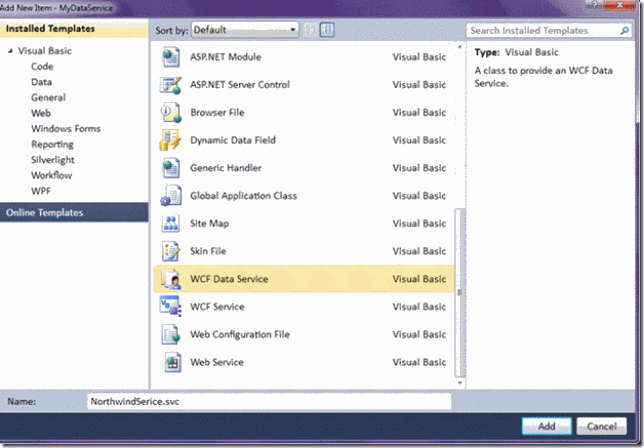 Add New Item - MyDataService
Installed Templates
Visual Basic
Code
Data
General
Web
Windows Forms
Reporting
Silverlight
Workflow
WPF
Online Templates
Sort by: Default
ASP.NET Module Visual Basic
ASP.NET Server Control Visual Basic
Browser File Visual Basic
Dynamic Data Field Visual Basic
Generic Handler Visual Basic
Global Application Class Visual Basic
Site Map Visual Basic
Skin File Visual Basic
WCF Data Service Visual Basic
WCF Service Visual Basic
Web Configuration File Visual Basic
Web Service Visual Basic
Search Installed Templates
Type: Visual Basic
A class to provide an WCF Data
Service.
Name: NorthwindSerice.svc
Add Cancel